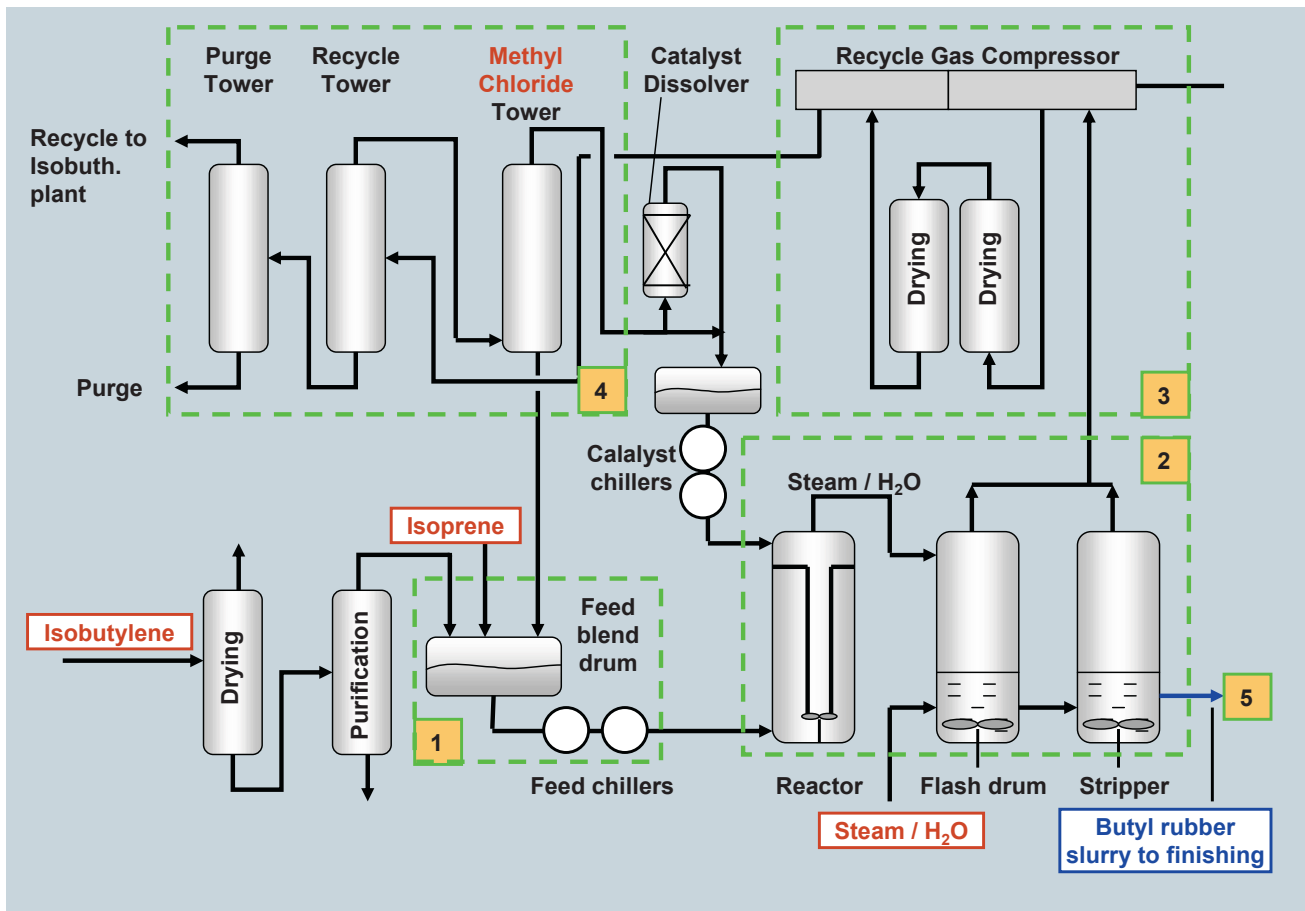 Purge
Tower
Recycle
Tower
Methyl
Chloride
Tower
Catalyst
Dissolver
Recycle Gas Compressor
Recycle to
Isobuth.
plant
Drying
Drying
Purge
4
3
Calalyst
chillers
2
Steam / H₂O
Isoprene
Isobutylene
Drying
Purification
Feed
blend
drum
1
5
Feed chillers
Reactor
Flash drum
Stripper
Steam / H₂O
Butyl rubber
slurry to finishing